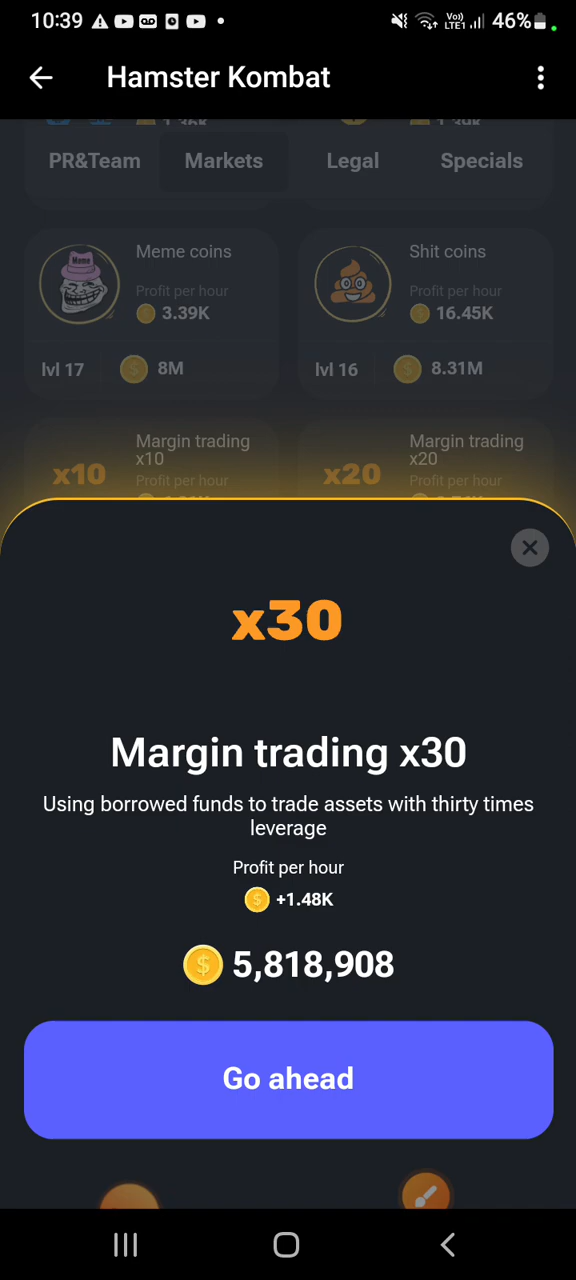 10:39
Vo)) LTE1 46%
Hamster Kombat
PR&Team Markets Legal Specials
Meme coins
Profit per hour
3.39K
lvl 17 8M
Shit coins
Profit per hour
16.45K
lvl 16 8.31M
x10
Margin trading
x10
Profit per hour
x20
Margin trading
x20
Profit per hour
x30
Margin trading x30
Using borrowed funds to trade assets with thirty times
leverage
Profit per hour
+1.48K
5,818,908
Go ahead